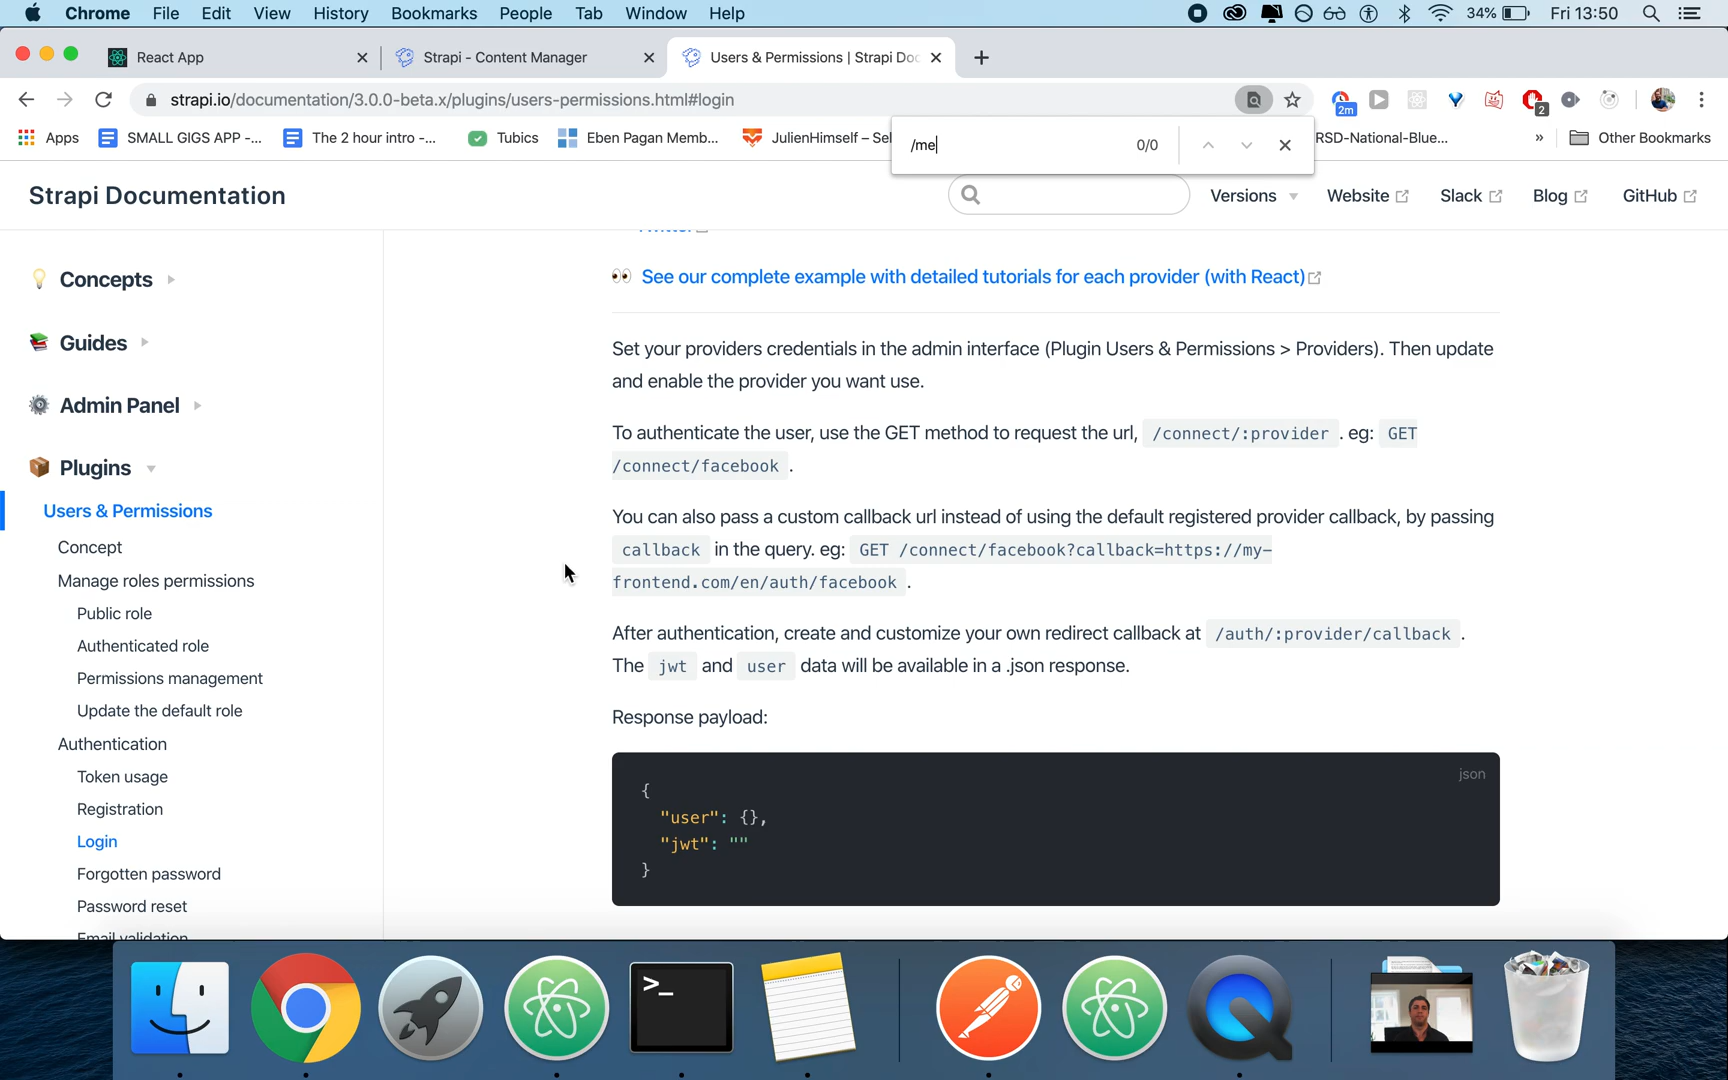 Chrome File Edit View History Bookmarks People Tab Window Help 34% Fri 13:50
React App
Strapi - Content Manager
Users & Permissions | Strapi Doc
strapi.io/documentation/3.0.0-beta.x/plugins/users-permissions.html#login
2m
2
Apps
SMALL GIGS APP -...
The 2 hour intro -...
Tubics
Eben Pagan Memb...
JulienHimself – Sel
RSD-National-Blue...
»
Other Bookmarks
/me
0/0
Strapi Documentation
Versions
Website
Slack
Blog
GitHub
Concepts
Guides
Admin Panel
Plugins
Users & Permissions
Concept
Manage roles permissions
Public role
Authenticated role
Permissions management
Update the default role
Authentication
Token usage
Registration
Login
Forgotten password
Password reset
Email validation
Twitter
👀 See our complete example with detailed tutorials for each provider (with React)
Set your providers credentials in the admin interface (Plugin Users & Permissions > Providers). Then update
and enable the provider you want use.
To authenticate the user, use the GET method to request the url, /connect/:provider . eg: GET
/connect/facebook .
You can also pass a custom callback url instead of using the default registered provider callback, by passing
callback in the query. eg: GET /connect/facebook?callback=https://my-
frontend.com/en/auth/facebook .
After authentication, create and customize your own redirect callback at /auth/:provider/callback .
The jwt and user data will be available in a .json response.
Response payload:
json
{
"user": {},
"jwt": ""
}
>_